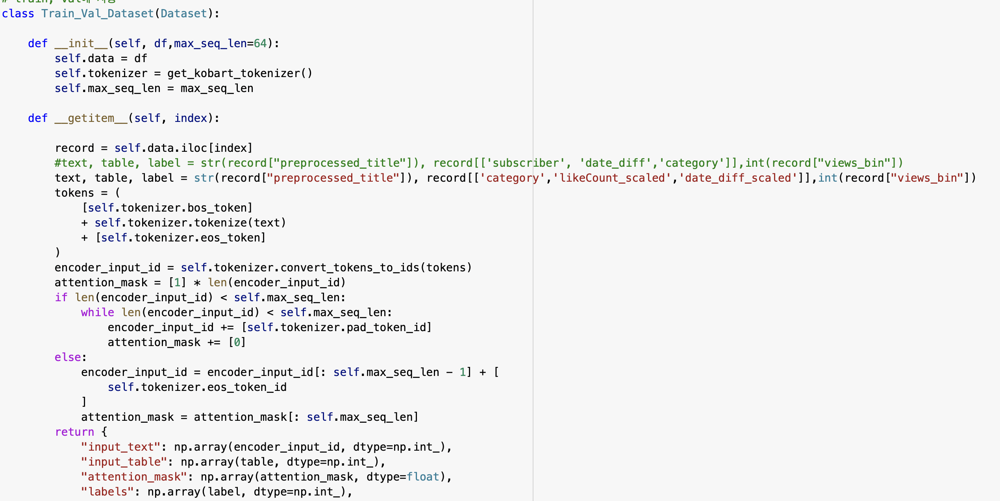 # train, val에 사용
class Train_Val_Dataset(Dataset):
    def __init__(self, df,max_seq_len=64):
        self.data = df
        self.tokenizer = get_kobart_tokenizer()
        self.max_seq_len = max_seq_len
    def __getitem__(self, index):
        record = self.data.iloc[index]
        #text, table, label = str(record["preprocessed_title"]), record[['subscriber', 'date_diff','category']],int(record["views_bin"])
        text, table, label = str(record["preprocessed_title"]), record[['category','likeCount_scaled','date_diff_scaled']],int(record["views_bin"])
        tokens = (
            [self.tokenizer.bos_token]
            + self.tokenizer.tokenize(text)
            + [self.tokenizer.eos_token]
        )
        encoder_input_id = self.tokenizer.convert_tokens_to_ids(tokens)
        attention_mask = [1] * len(encoder_input_id)
        if len(encoder_input_id) < self.max_seq_len:
            while len(encoder_input_id) < self.max_seq_len:
                encoder_input_id += [self.tokenizer.pad_token_id]
                attention_mask += [0]
        else:
            encoder_input_id = encoder_input_id[: self.max_seq_len - 1] + [
                self.tokenizer.eos_token_id
            ]
            attention_mask = attention_mask[: self.max_seq_len]
        return {
            "input_text": np.array(encoder_input_id, dtype=np.int_),
            "input_table": np.array(table, dtype=np.int_),
            "attention_mask": np.array(attention_mask, dtype=float),
            "labels": np.array(label, dtype=np.int_),